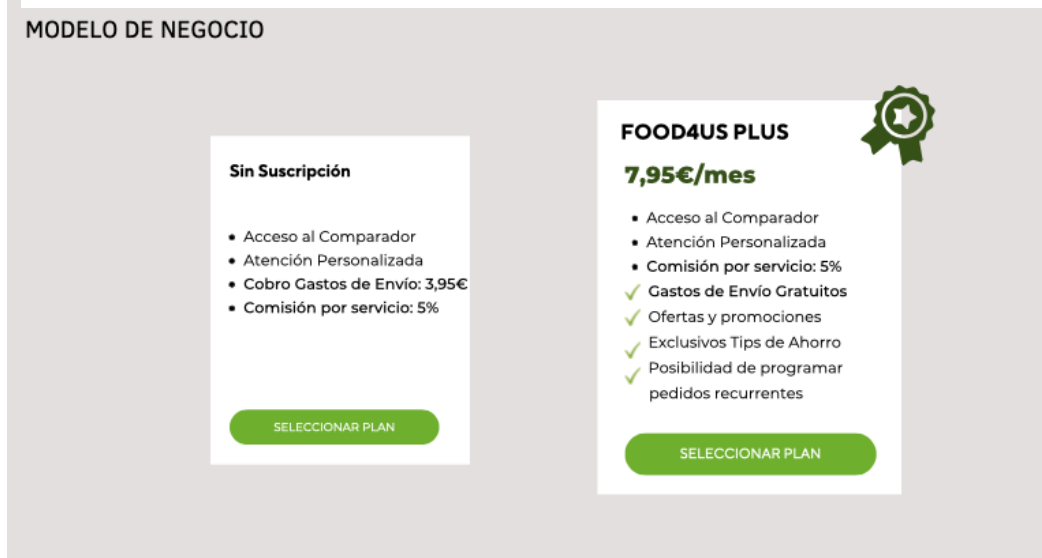 MODELO DE NEGOCIO
Sin Suscripción
Acceso al Comparador
Atención Personalizada
Cobro Gastos de Envío: 3,95€
Comisión por servicio: 5%
SELECCIONAR PLAN
FOOD4US PLUS
7,95€/mes
Acceso al Comparador
Atención Personalizada
Comisión por servicio: 5%
Gastos de Envío Gratuitos
Ofertas y promociones
Exclusivos Tips de Ahorro
Posibilidad de programar
pedidos recurrentes
SELECCIONAR PLAN